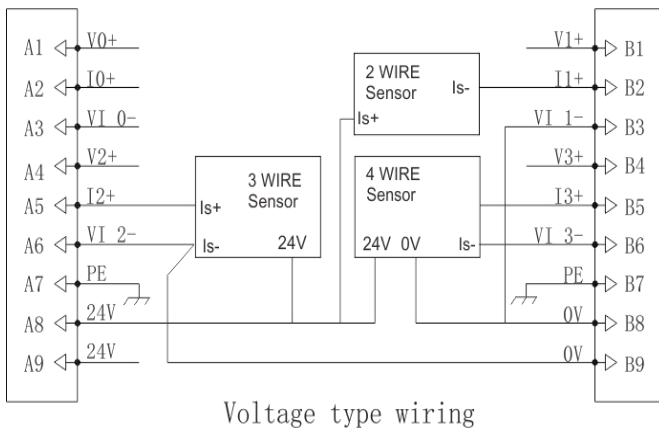 A1 V0+ V1+ B1
2 WIRE
Sensor
A2 I0+ Is- I1+ B2
Is+
A3 VI 0- VI 1- B3
A4 V2+ V3+ B4
3 WIRE
Sensor
4 WIRE
Sensor
A5 I2+ Is+ I3+ B5
A6 VI 2- Is- 24V 24V 0V Is- VI 3- B6
A7 PE PE B7
A8 24V 0V B8
A9 24V 0V B9
Voltage type wiring